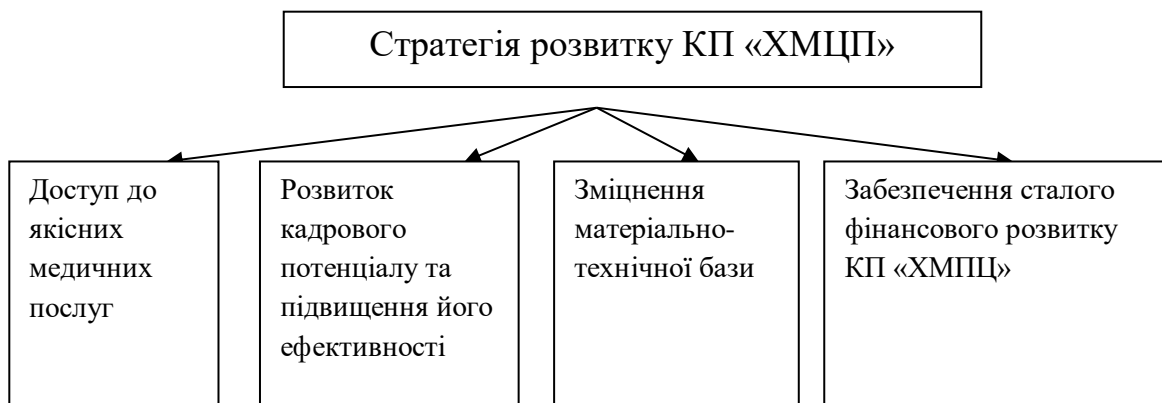 Стратегія розвитку КП «ХМЦП»
Доступ до
якісних
медичних
послуг
Розвиток
кадрового
потенціалу та
підвищення його
ефективності
Зміцнення
матеріально-
технічної бази
Забезпечення сталого
фінансового розвитку
КП «ХМПЦ»